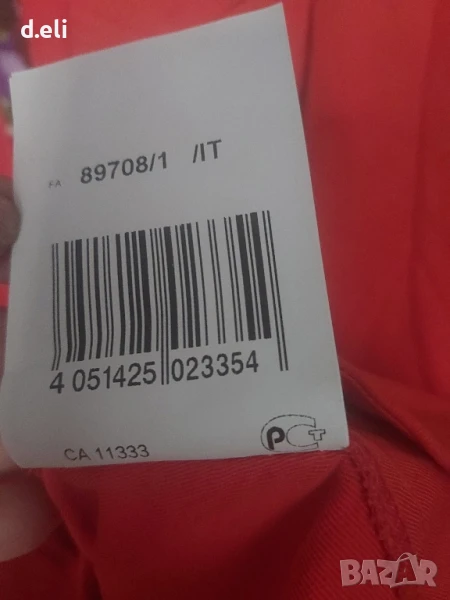 d.eli
FA 89708/1 /IT
4 051425 023354
CA 11333
PCT
BAZAR